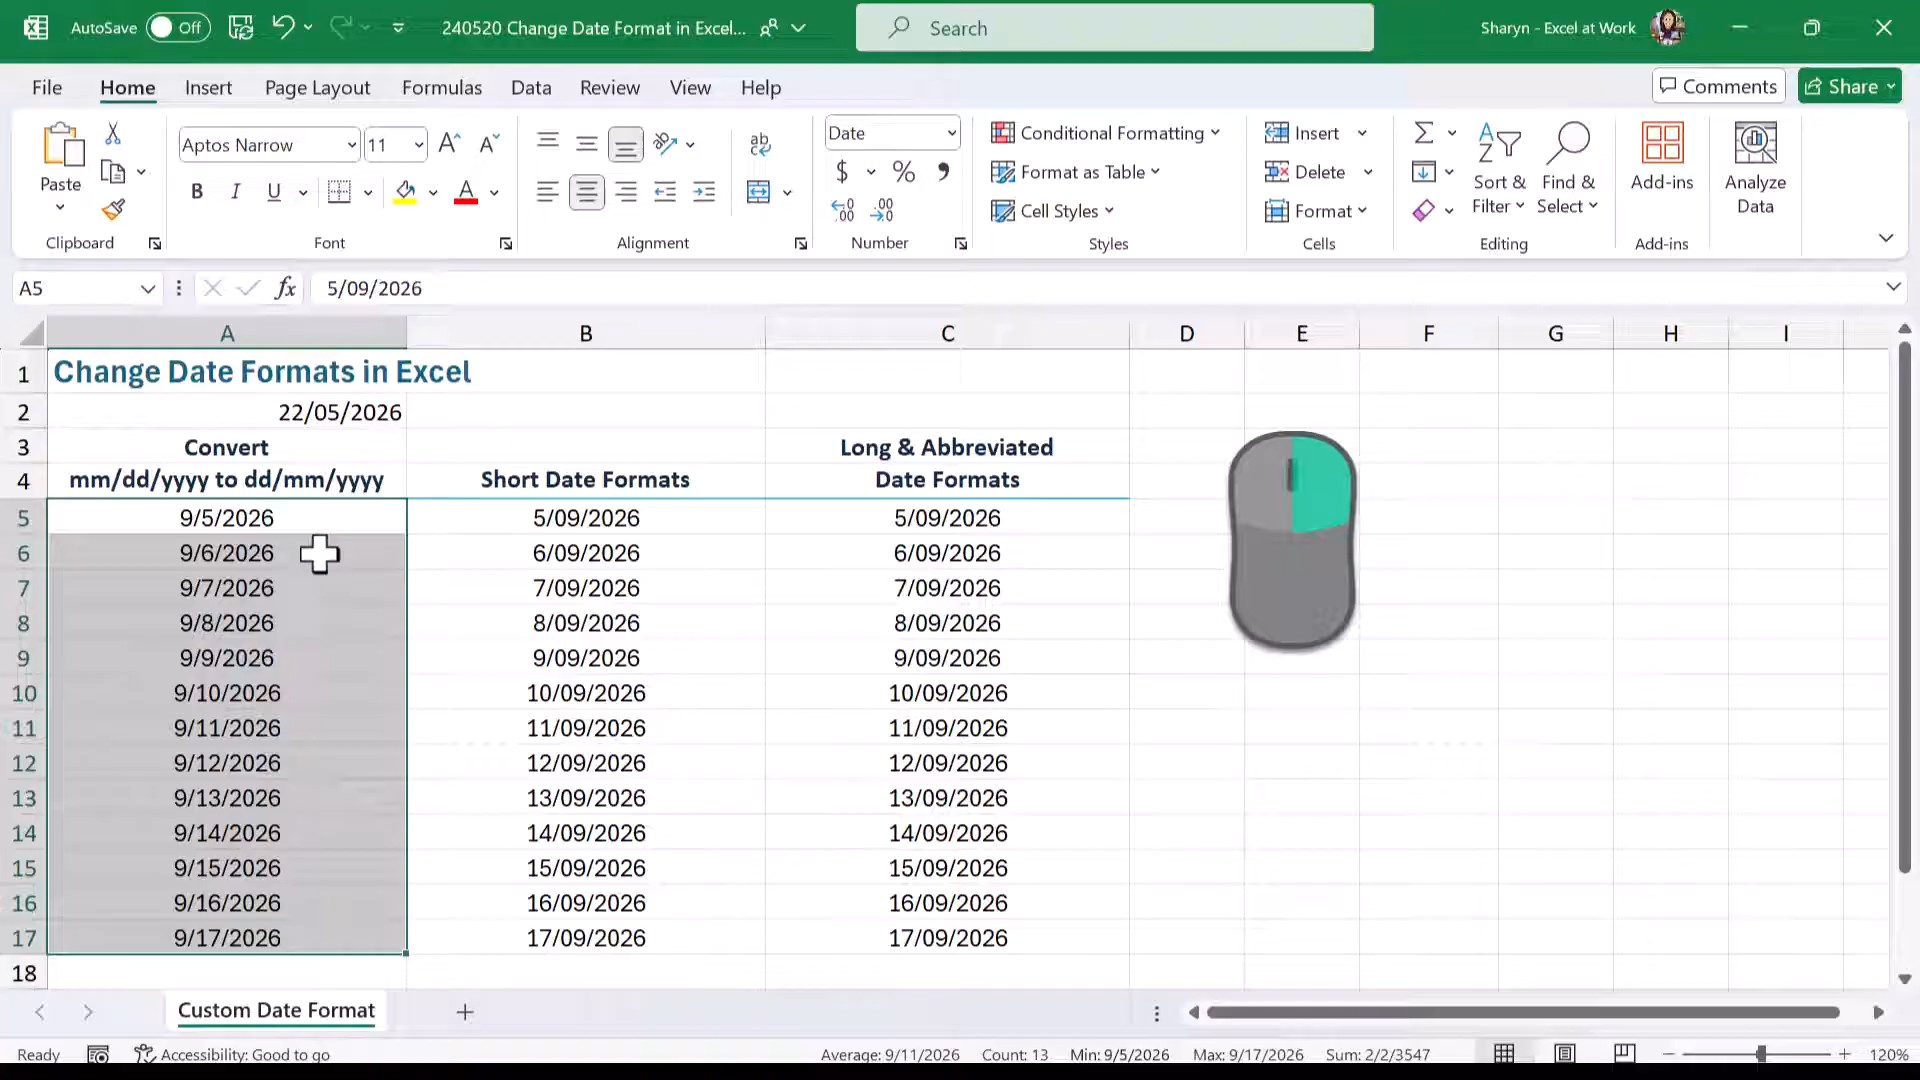 AutoSave Off 240520 Change Date Format in Excel... Search Sharyn - Excel at Work
File Home Insert Page Layout Formulas Data Review View Help Comments Share
Paste
Clipboard
Aptos Narrow 11
B I U A
Font
ab
Alignment
Date
$ % ,
Number
Conditional Formatting
Format as Table
Cell Styles
Styles
Insert
Delete
Format
Cells
Sort & Filter
Find & Select
Editing
Add-ins
Add-ins
Analyze Data
A5 fx 5/09/2026
A B C D E F G H I
1 Change Date Formats in Excel
2 22/05/2026
3 Convert Long & Abbreviated
4 mm/dd/yyyy to dd/mm/yyyy Short Date Formats Date Formats
5 9/5/2026 5/09/2026 5/09/2026
6 9/6/2026 6/09/2026 6/09/2026
7 9/7/2026 7/09/2026 7/09/2026
8 9/8/2026 8/09/2026 8/09/2026
9 9/9/2026 9/09/2026 9/09/2026
10 9/10/2026 10/09/2026 10/09/2026
11 9/11/2026 11/09/2026 11/09/2026
12 9/12/2026 12/09/2026 12/09/2026
13 9/13/2026 13/09/2026 13/09/2026
14 9/14/2026 14/09/2026 14/09/2026
15 9/15/2026 15/09/2026 15/09/2026
16 9/16/2026 16/09/2026 16/09/2026
17 9/17/2026 17/09/2026 17/09/2026
18
Custom Date Format
Ready Accessibility: Good to go Average: 9/11/2026 Count: 13 Min: 9/5/2026 Max: 9/17/2026 Sum: 2/2/3547 120%